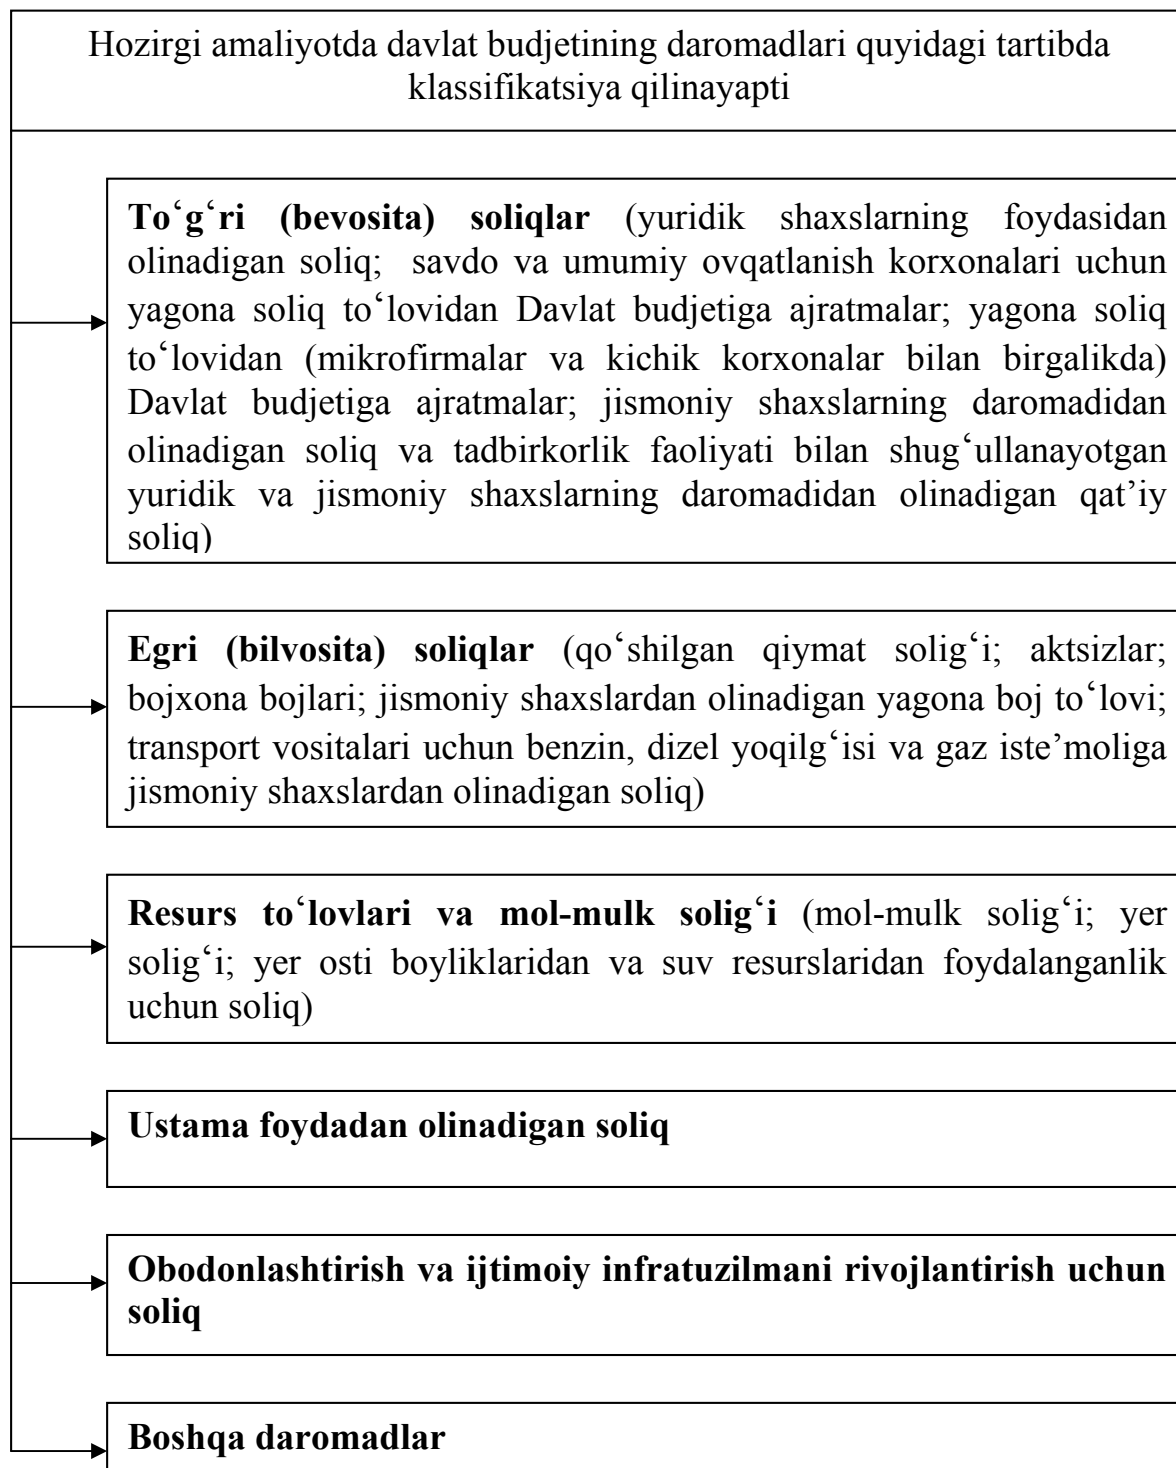 Hozirgi amaliyotda davlat budjetining daromadlari quyidagi tartibda
klassifikatsiya qilinayapti
To‘g‘ri (bevosita) soliqlar (yuridik shaxslarning foydasidan
olinadigan soliq; savdo va umumiy ovqatlanish korxonalari uchun
yagona soliq to‘lovidan Davlat budjetiga ajratmalar; yagona soliq
to‘lovidan (mikrofirmalar va kichik korxonalar bilan birgalikda)
Davlat budjetiga ajratmalar; jismoniy shaxslarning daromadidan
olinadigan soliq va tadbirkorlik faoliyati bilan shug‘ullanayotgan
yuridik va jismoniy shaxslarning daromadidan olinadigan qat’iy
soliq)
Egri (bilvosita) soliqlar (qo‘shilgan qiymat solig‘i; aktsizlar;
bojxona bojlari; jismoniy shaxslardan olinadigan yagona boj to‘lovi;
transport vositalari uchun benzin, dizel yoqilg‘isi va gaz iste’moliga
jismoniy shaxslardan olinadigan soliq)
Resurs to‘lovlari va mol-mulk solig‘i (mol-mulk solig‘i; yer
solig‘i; yer osti boyliklaridan va suv resurslaridan foydalanganlik
uchun soliq)
Ustama foydadan olinadigan soliq
Obodonlashtirish va ijtimoiy infratuzilmani rivojlantirish uchun
soliq
Boshqa daromadlar